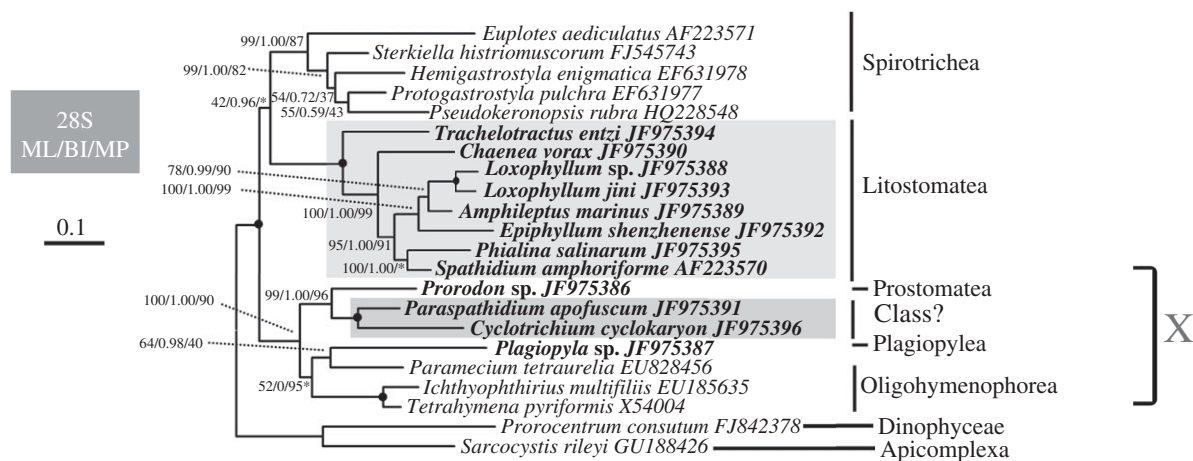 28S
ML/BI/MP
0.1
99/1.00/87
99/1.00/82
42/0.96/*
54/0.72/37
55/0.59/43
78/0.99/90
100/1.00/99
100/1.00/99
95/1.00/91
100/1.00/*
99/1.00/96
100/1.00/90
64/0.98/40
52/0/95*
Euplotes aediculatus AF223571
Sterkiella histriomuscorum FJ545743
Hemigastrostyla enigmatica EF631978
Protogastrostyla pulchra EF631977
Pseudokeronopsis rubra HQ228548
Trachelotractus entzi JF975394
Chaenea vorax JF975390
Loxophyllum sp. JF975388
Loxophyllum jini JF975393
Amphileptus marinus JF975389
Epiphyllum shenzhenense JF975392
Phialina salinarum JF975395
Spathidium amphoriforme AF223570
Prorodon sp. JF975386
Paraspathidium apofuscum JF975391
Cyclotrichium cyclokaryon JF975396
Plagiopyla sp. JF975387
Paramecium tetraurelia EU828456
Ichthyophthirius multifiliis EU185635
Tetrahymena pyriformis X54004
Prorocentrum consutum FJ842378
Sarcocystis rileyi GU188426
Spirotrichea
Litostomatea
Prostomatea
Class?
Plagiopylea
Oligohymenophorea
Dinophyceae
Apicomplexa
X